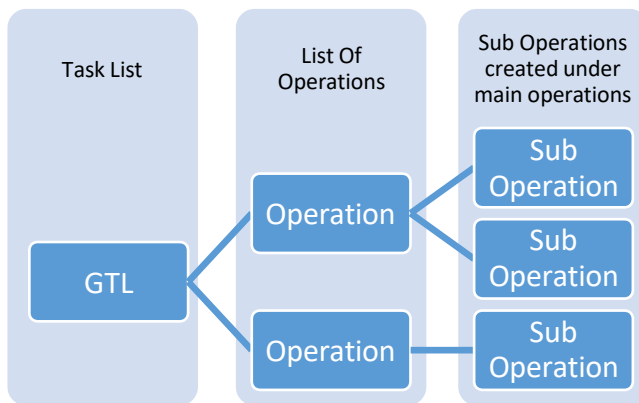 Task List
List Of
Operations
Sub Operations
created under
main operations
GTL
Operation
Operation
Sub
Operation
Sub
Operation
Sub
Operation